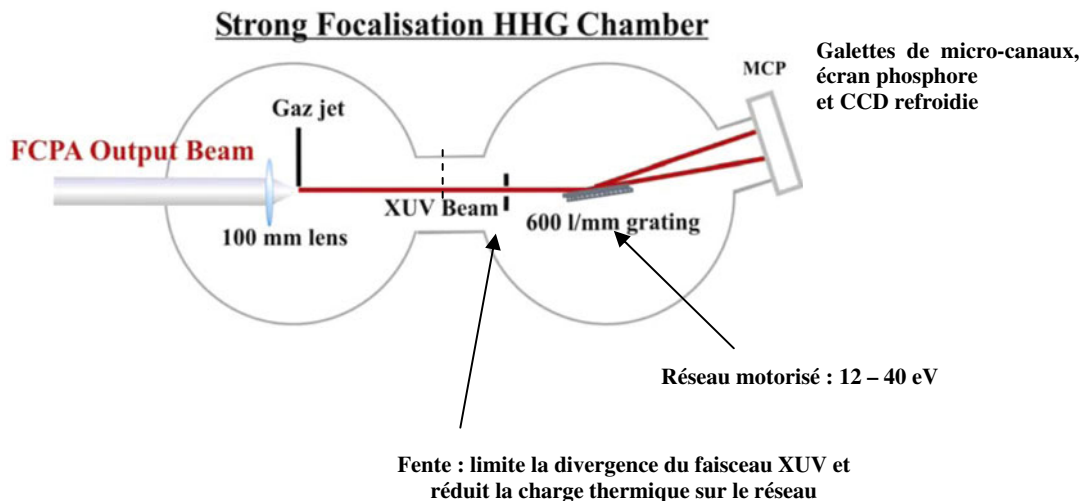 Strong Focalisation HHG Chamber
Galettes de micro-canaux,
écran phosphore
et CCD refroidie
MCP
Gaz jet
FCPA Output Beam
XUV Beam
100 mm lens
600 l/mm grating
Réseau motorisé : 12 – 40 eV
Fente : limite la divergence du faisceau XUV et
réduit la charge thermique sur le réseau